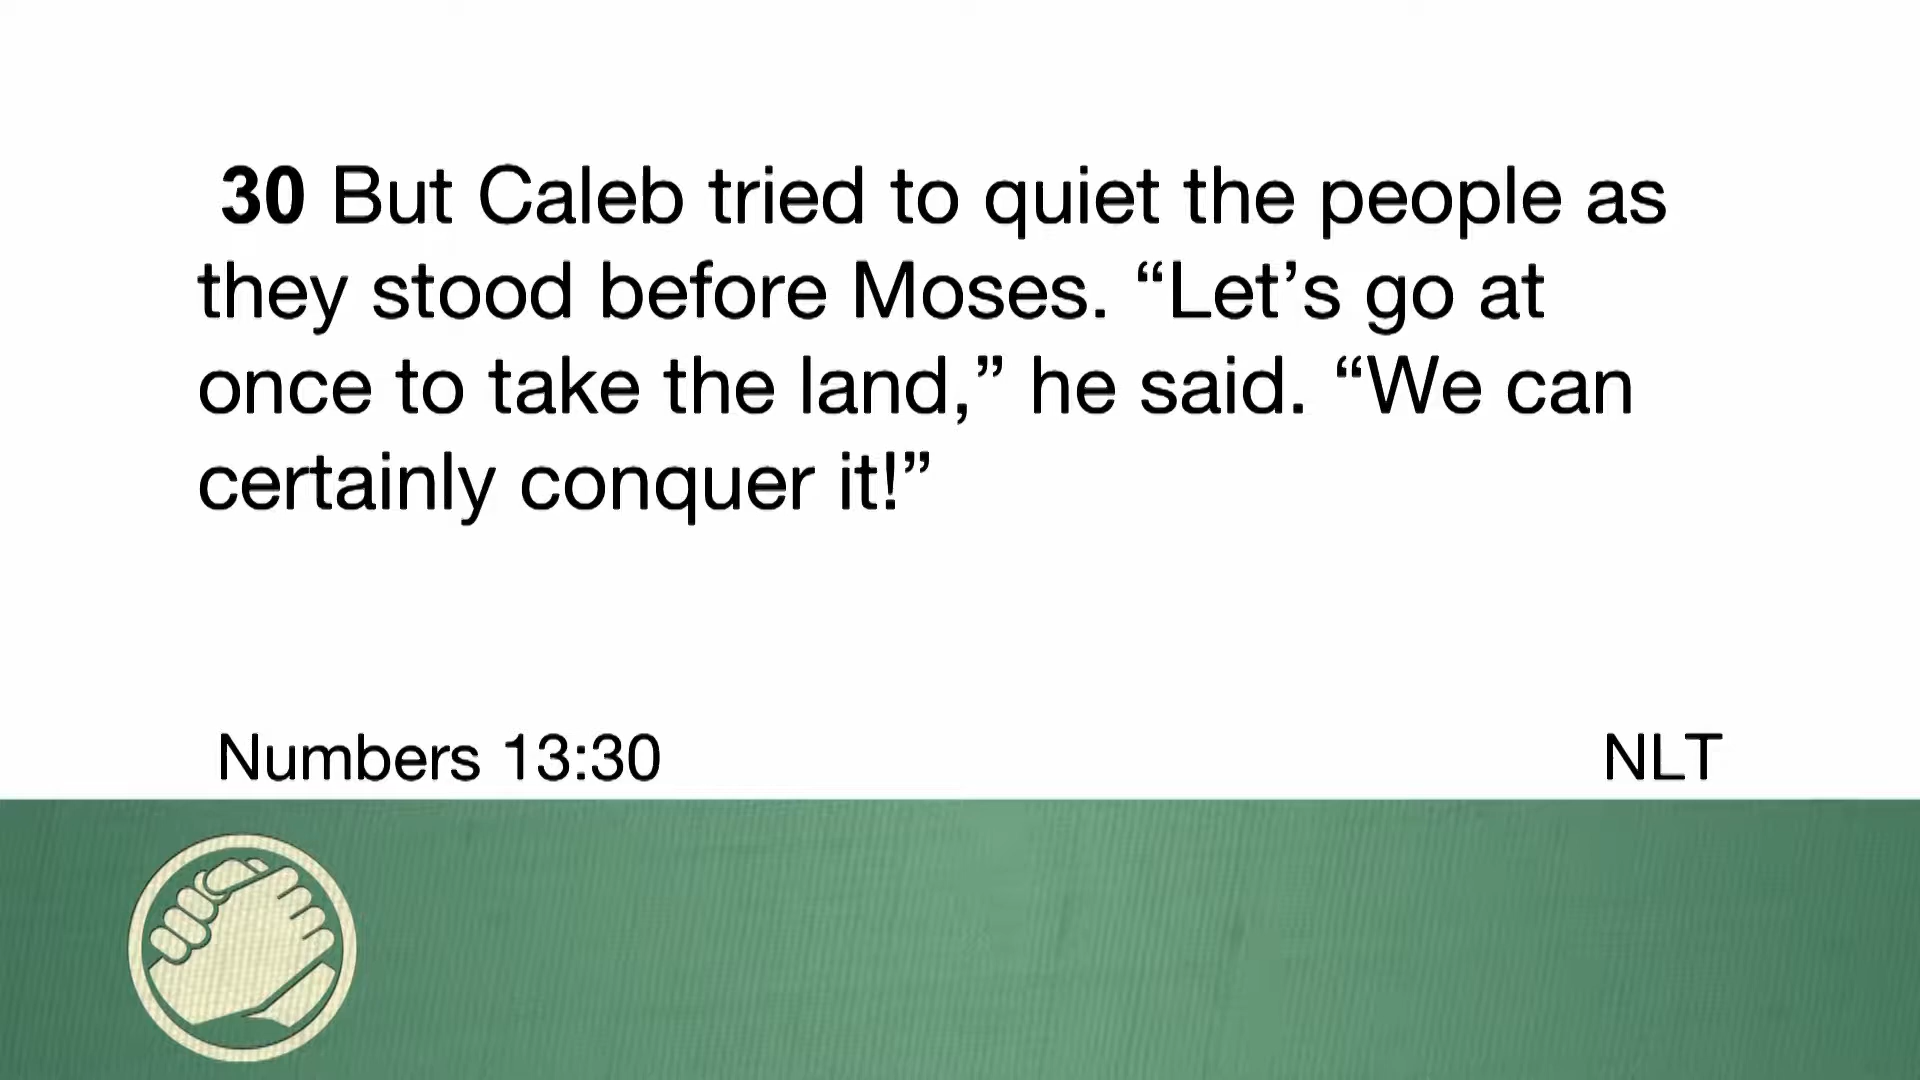 30 But Caleb tried to quiet the people as
they stood before Moses. “Let’s go at
once to take the land,” he said. “We can
certainly conquer it!”
Numbers 13:30 NLT